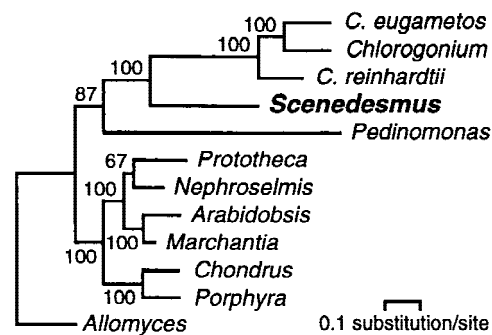 100
C. eugametos
100
Chlorogonium
100
C. reinhardtii
87
Scenedesmus
Pedinomonas
67
Prototheca
100
Nephroselmis
Arabidobsis
100
Marchantia
100
Chondrus
100
Porphyra
Allomyces
0.1 substitution/site